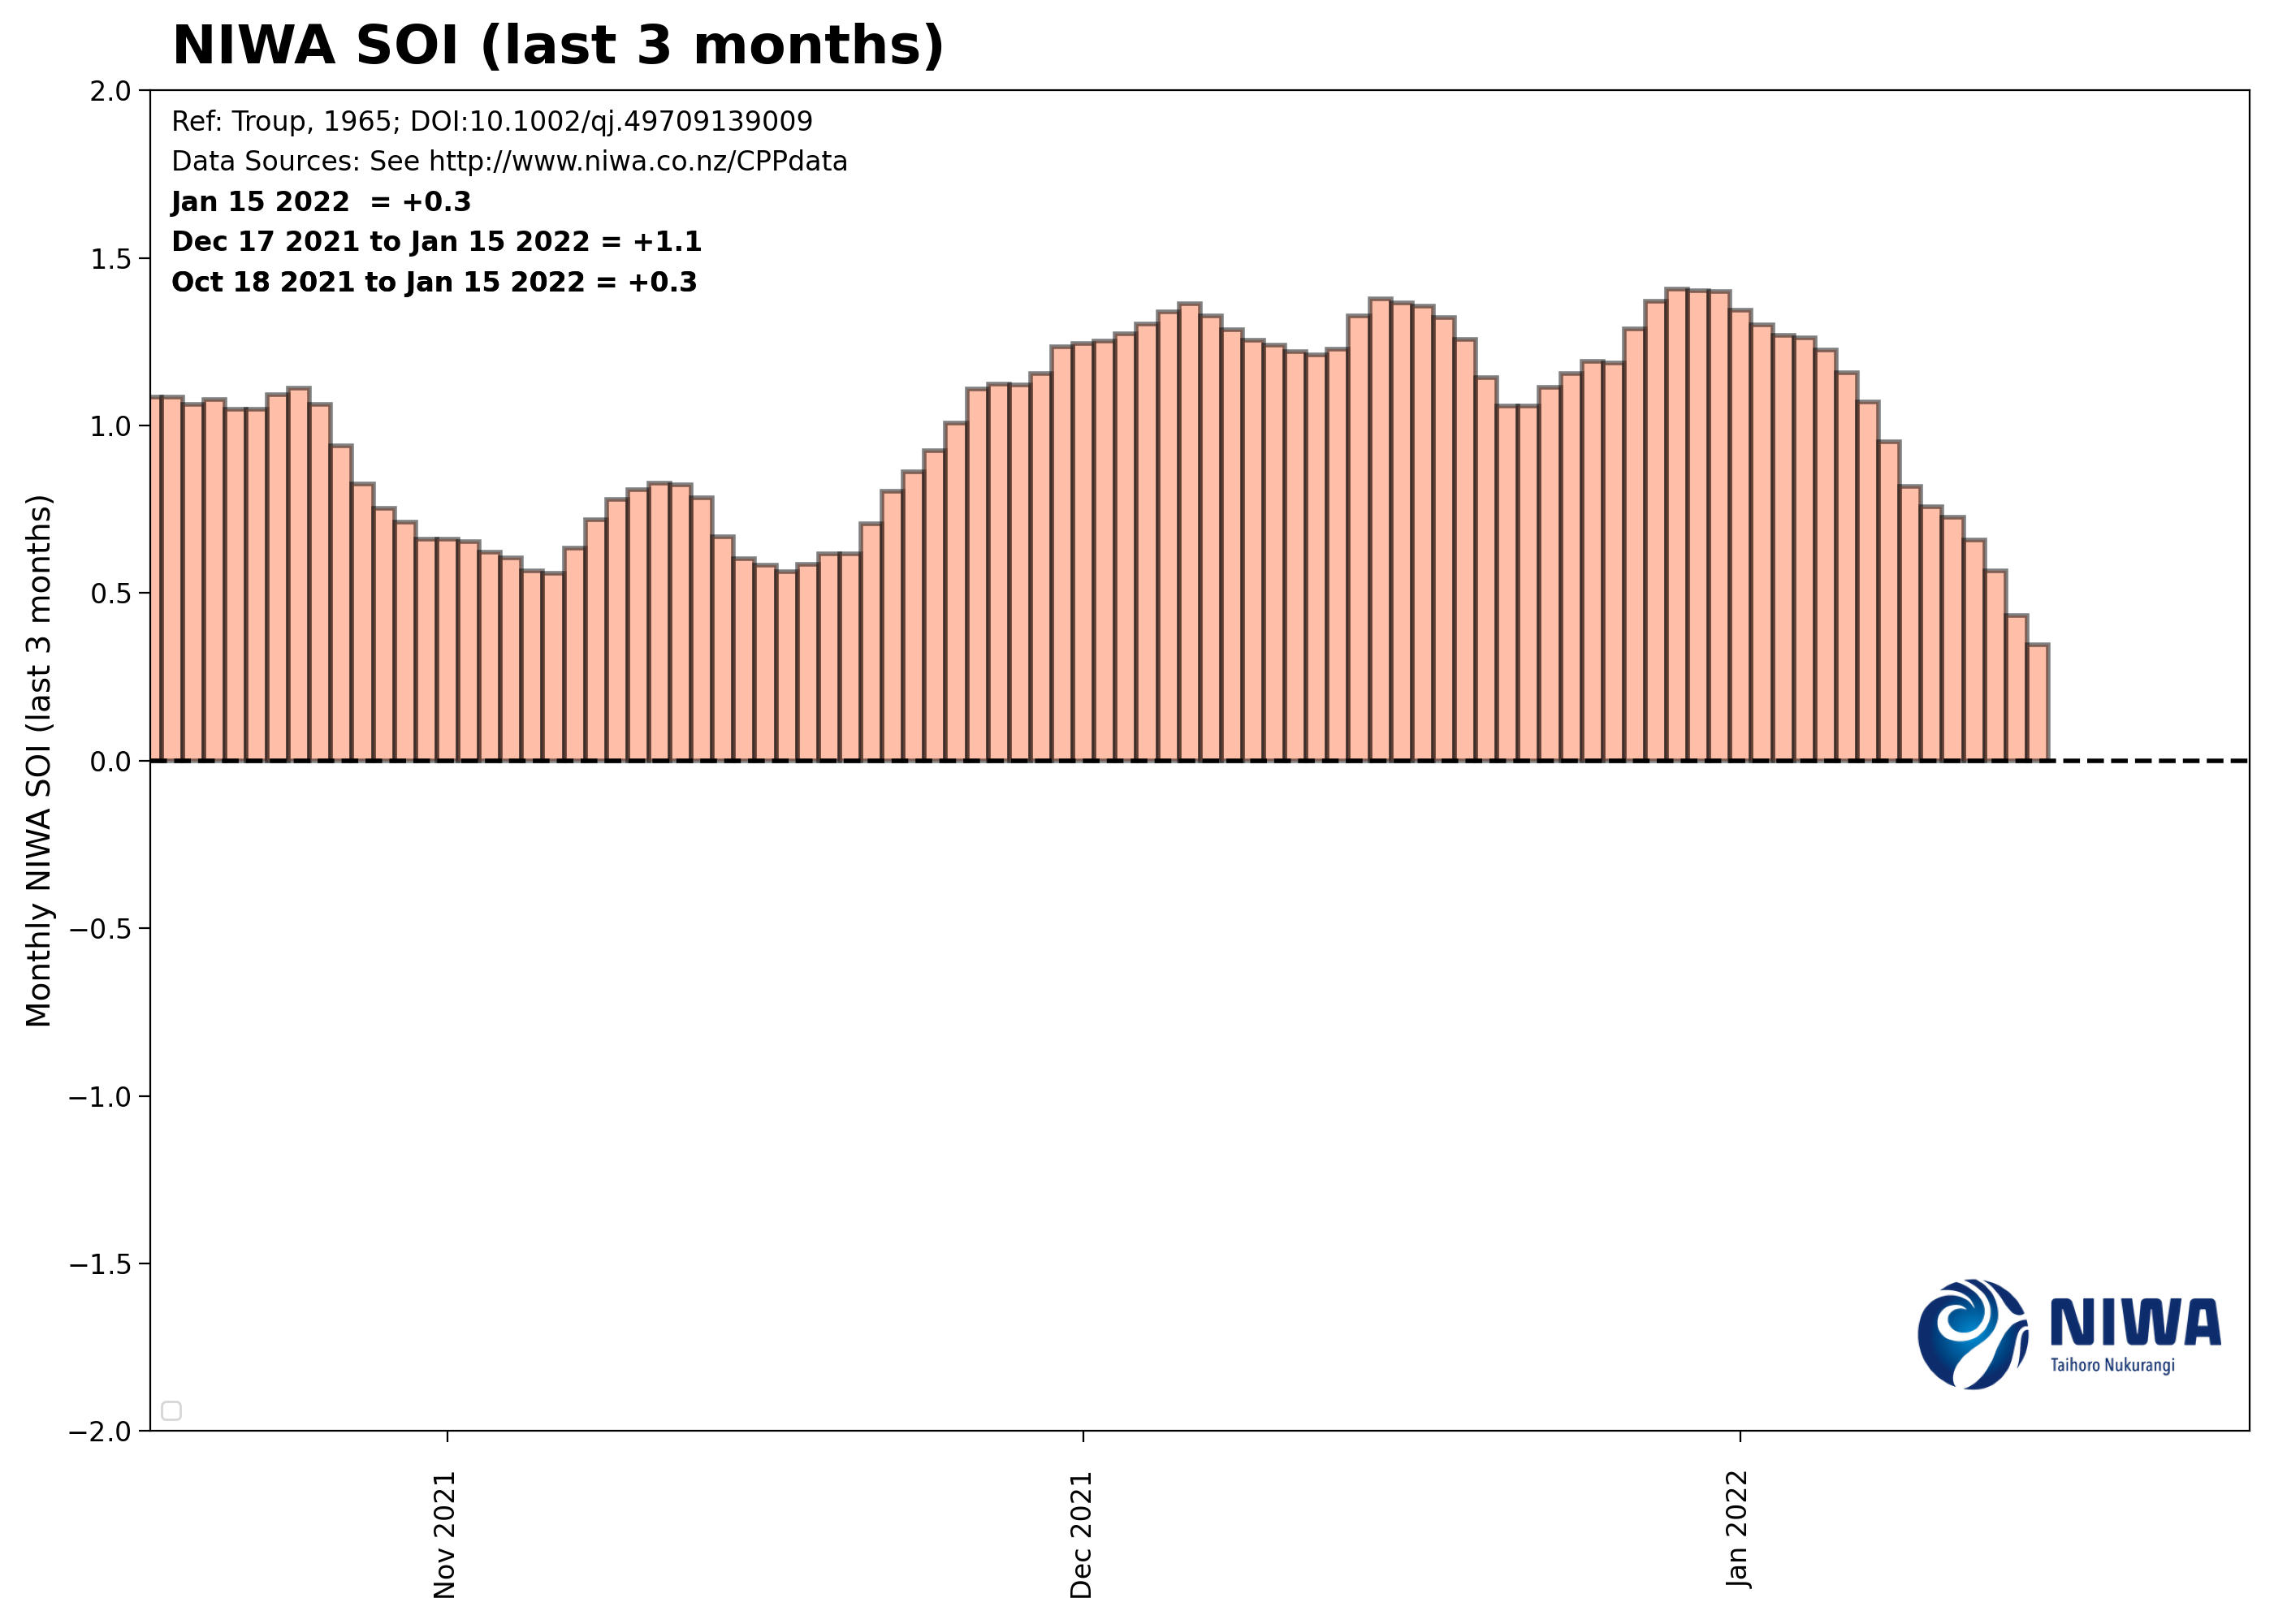 NIWA SOI (last 3 months)
Ref: Troup, 1965; DOI:10.1002/qj.49709139009
Data Sources: See http://www.niwa.co.nz/CPPdata
Jan 15 2022  = +0.3
Dec 17 2021 to Jan 15 2022 = +1.1
Oct 18 2021 to Jan 15 2022 = +0.3
Monthly NIWA SOI (last 3 months)
2.0
1.5
1.0
0.5
0.0
−0.5
−1.0
−1.5
−2.0
NIWA
Taihoro Nukurangi
Nov 2021
Dec 2021
Jan 2022